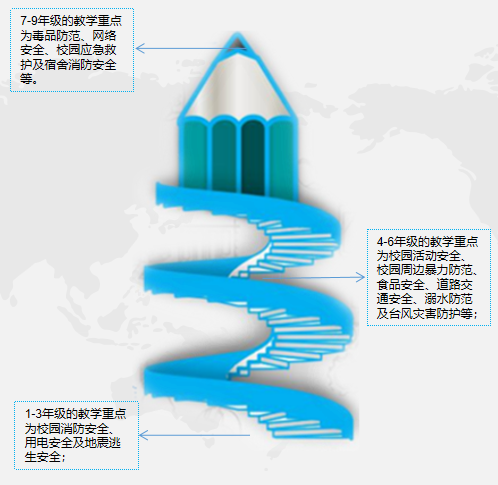 7-9年级的教学重点
为毒品防范、网络
安全、校园应急救
护及宿舍消防安全
等。
4-6年级的教学重点
为校园活动安全、
校园周边暴力防范、
食品安全、道路交
通安全、溺水防范
及台风灾害防护等；
1-3年级的教学重点
为校园消防安全、
用电安全及地震逃
生安全；